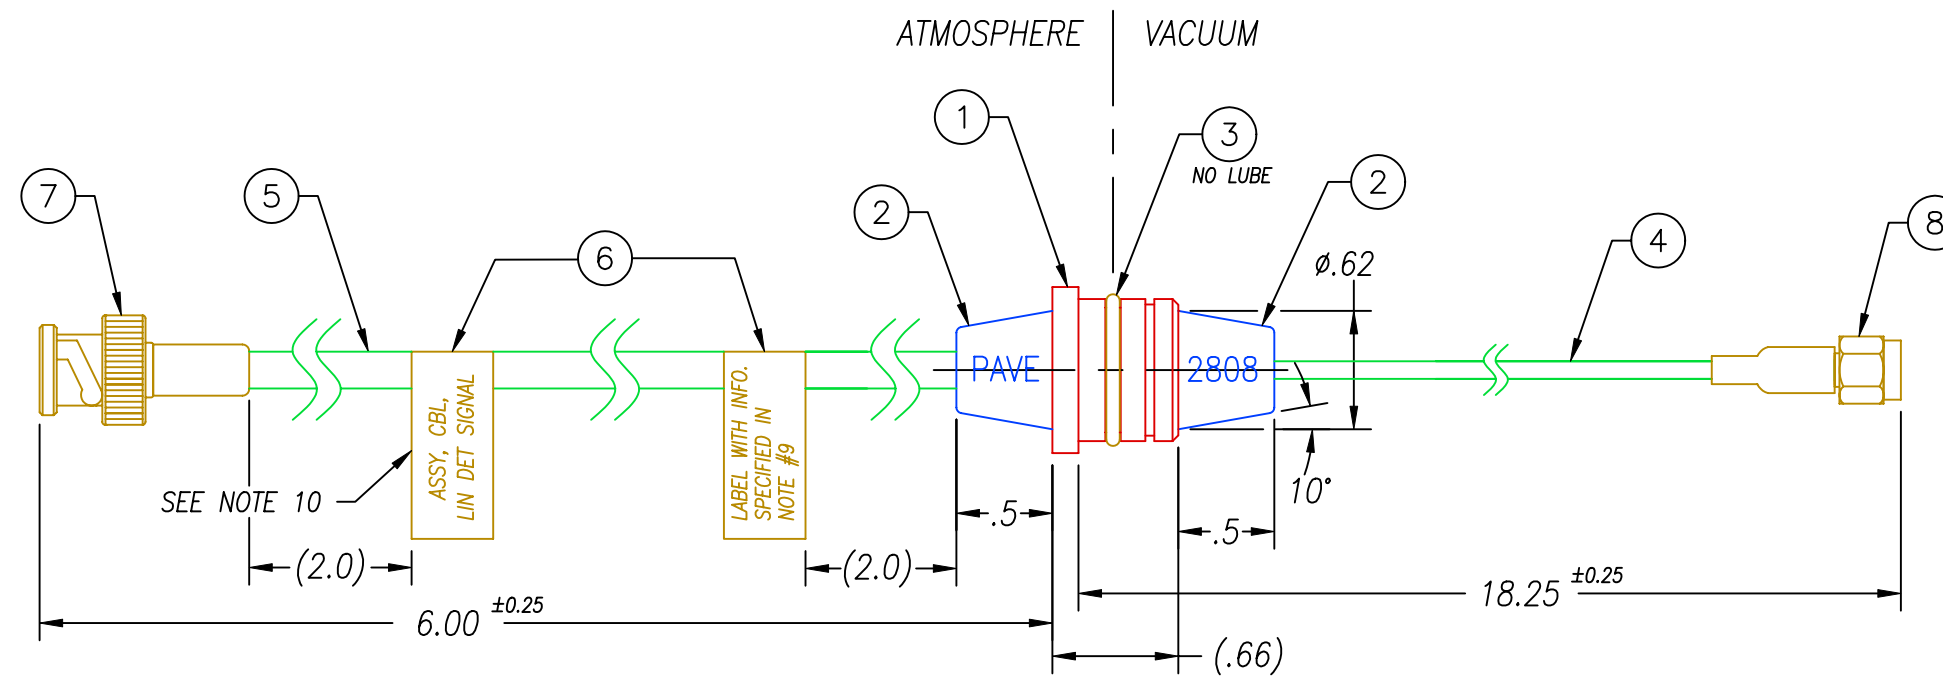 ATMOSPHERE
VACUUM
1
3
NO LUBE
7
5
6
2
2
4
8
Ø.62
PAVE
2808
ASSY, CBL,
LIN DET SIGNAL
LABEL WITH INFO.
SPECIFIED IN
NOTE #9
SEE NOTE 10
10°
.5
.5
(2.0)
(2.0)
18.25 ±0.25
6.00 ±0.25
(.66)